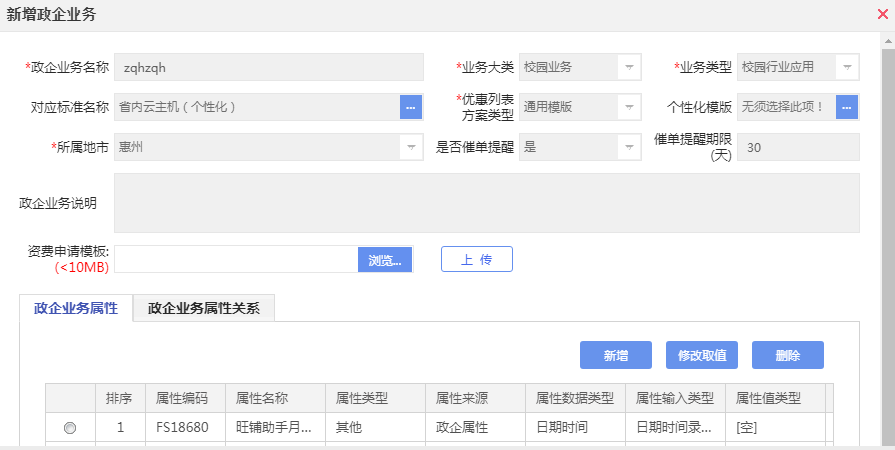 新增政企业务
*政企业务名称 zqhzqh *业务大类 校园业务 *业务类型 校园行业应用
对应标准名称 省内云主机（个性化） ... *优惠列表方案类型 通用模版 个性化模版 无须选择此项！ ...
*所属地市 惠州 是否催单提醒 是 催单提醒期限(天) 30
政企业务说明
资费申请模板: 浏览... 上 传
(<10MB)
政企业务属性 政企业务属性关系
新增 修改取值 删除
排序 属性编码 属性名称 属性类型 属性来源 属性数据类型 属性输入类型 属性值类型
1 FS18680 旺铺助手月... 其他 政企属性 日期时间 日期时间录... [空]